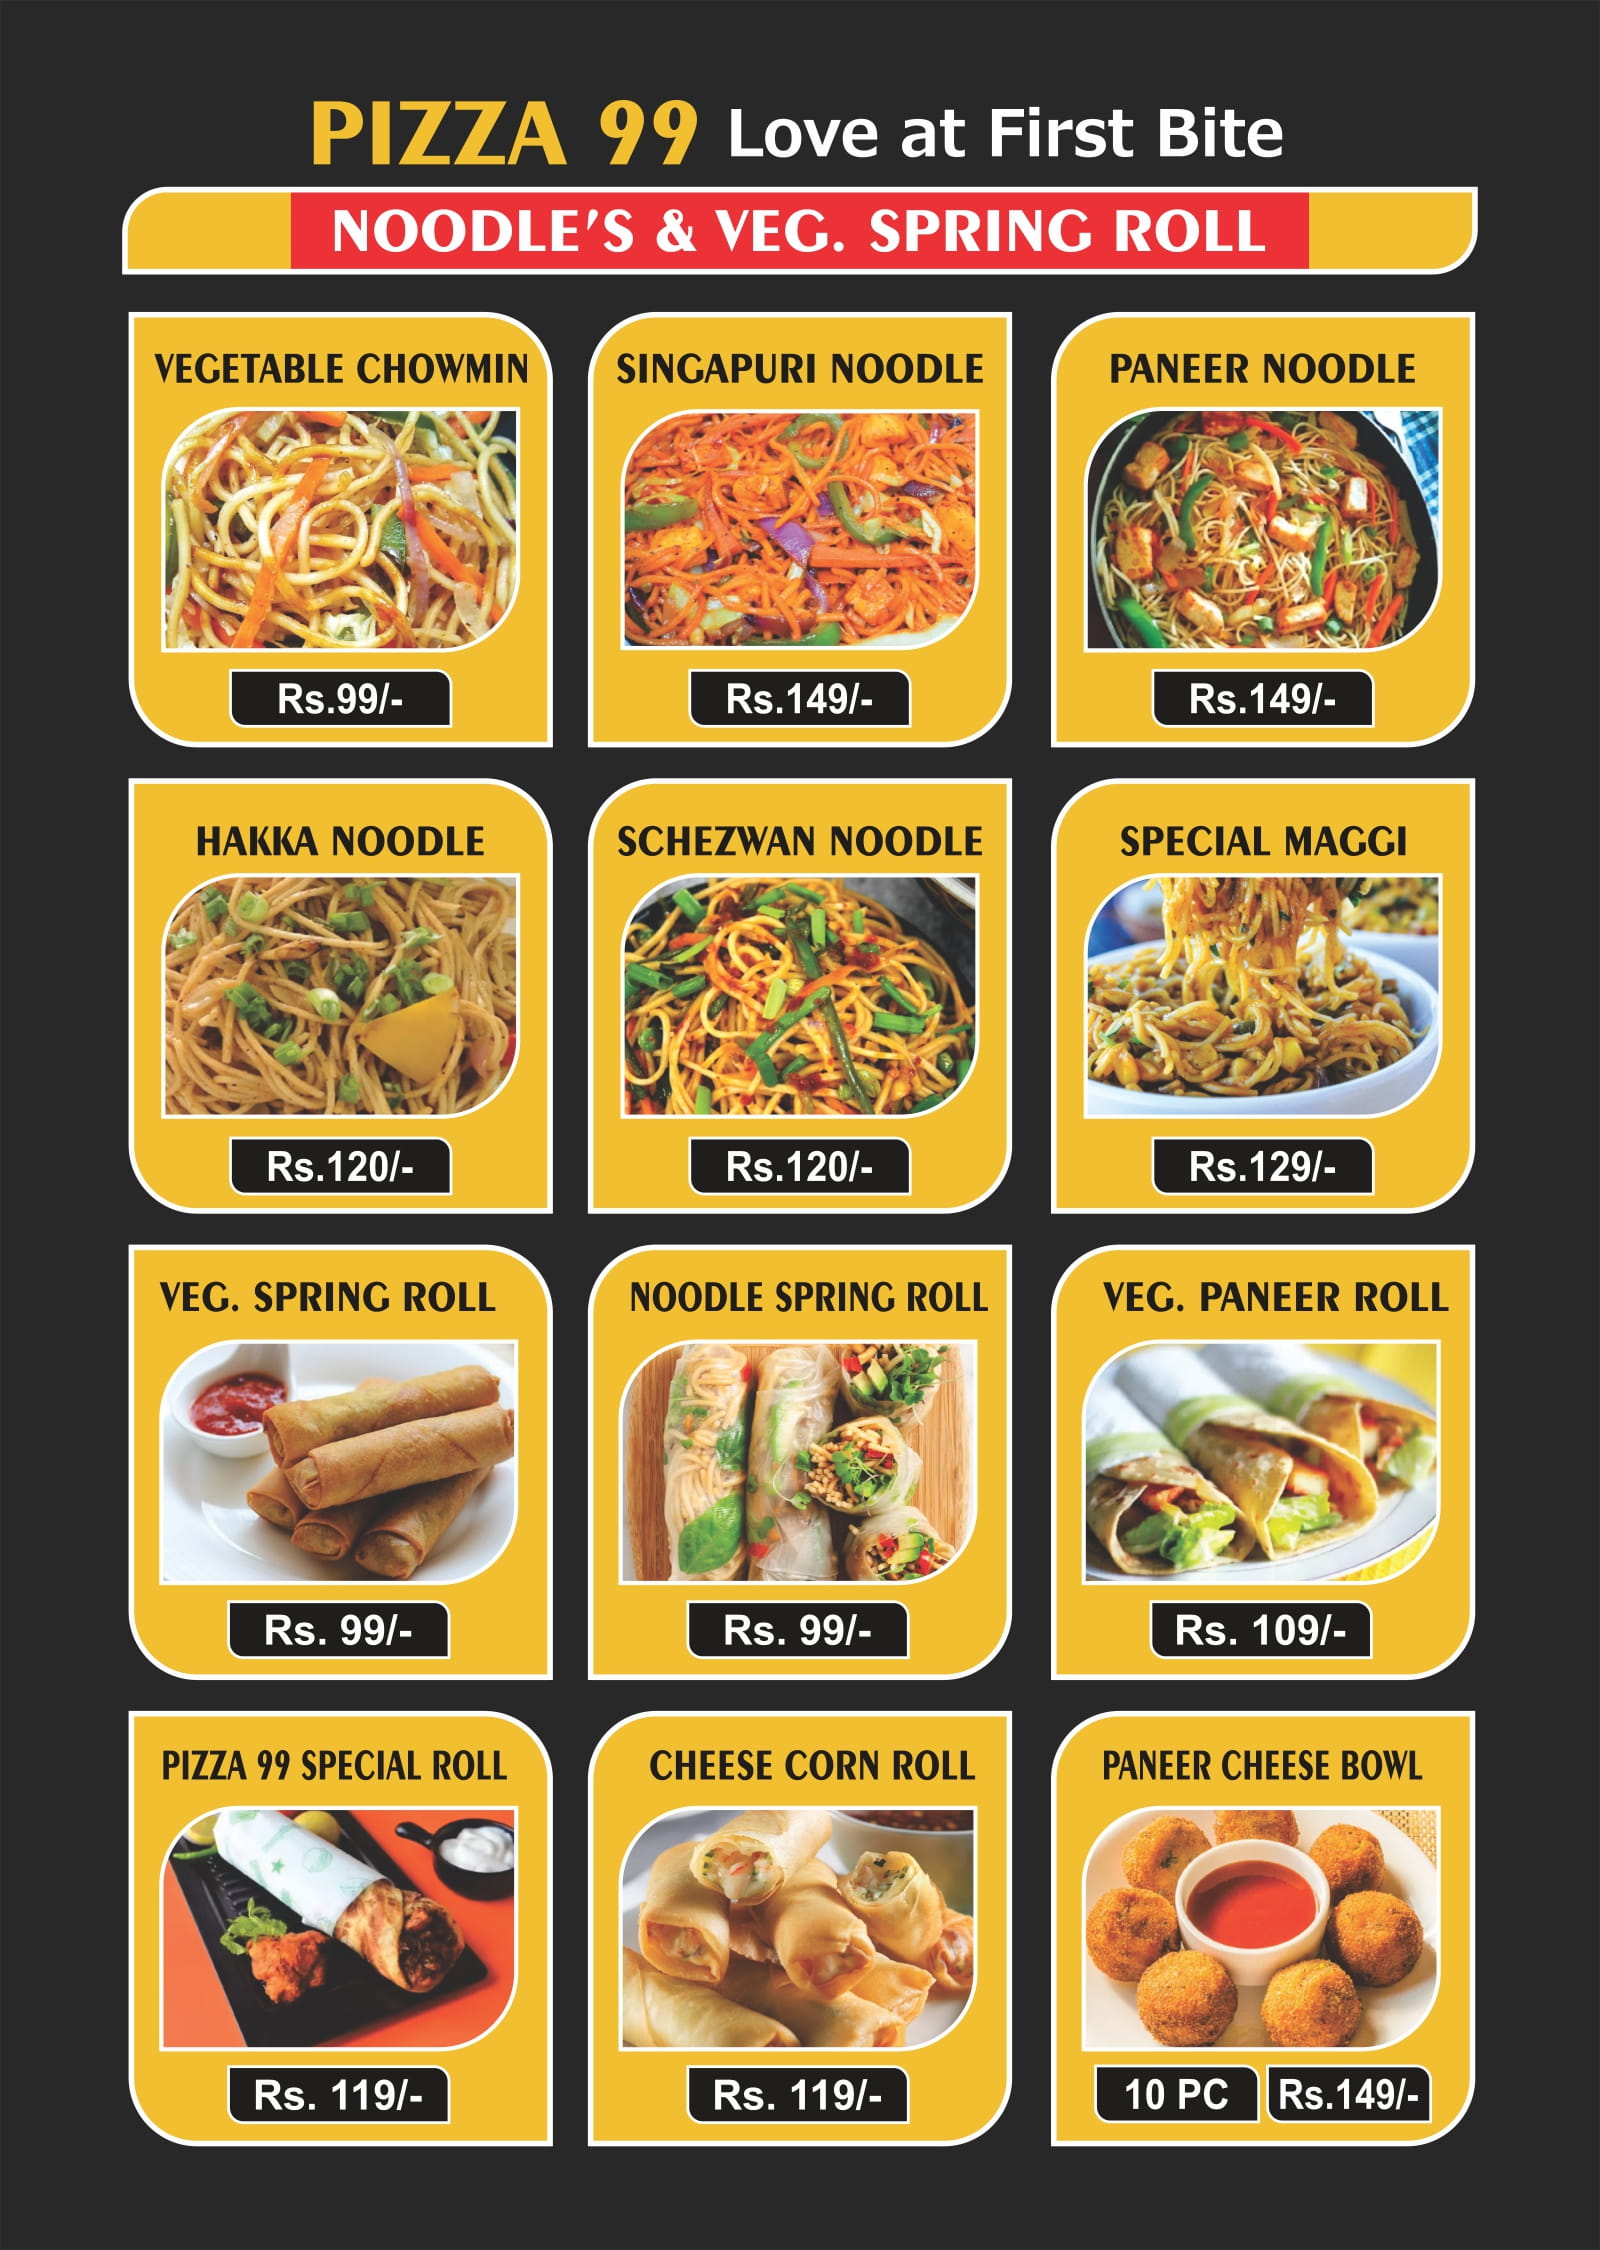 PIZZA 99 Love at First Bite
NOODLE'S & VEG. SPRING ROLL
VEGETABLE CHOWMIN
Rs.99/-
SINGAPURI NOODLE
Rs.149/-
PANEER NOODLE
Rs.149/-
HAKKA NOODLE
Rs.120/-
SCHEZWAN NOODLE
Rs.120/-
SPECIAL MAGGI
Rs.129/-
VEG. SPRING ROLL
Rs. 99/-
NOODLE SPRING ROLL
Rs. 99/-
VEG. PANEER ROLL
Rs. 109/-
PIZZA 99 SPECIAL ROLL
Rs. 119/-
CHEESE CORN ROLL
Rs. 119/-
PANEER CHEESE BOWL
10 PC Rs.149/-